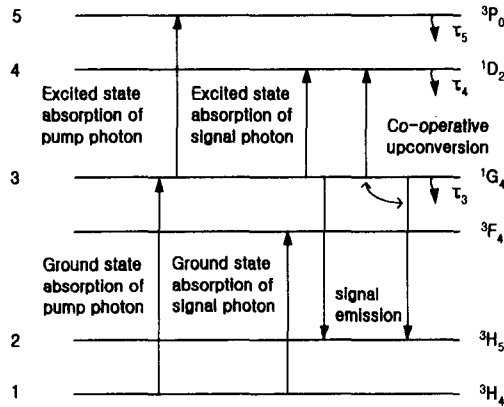 5
³P₀
τ₅
4
¹D₂
τ₄
Excited state
absorption of
pump photon
Excited state
absorption of
signal photon
Co-operative
upconversion
3
¹G₄
τ₃
³F₄
Ground state
absorption of
pump photon
Ground state
absorption of
signal photon
signal
emission
2
³H₅
1
³H₄